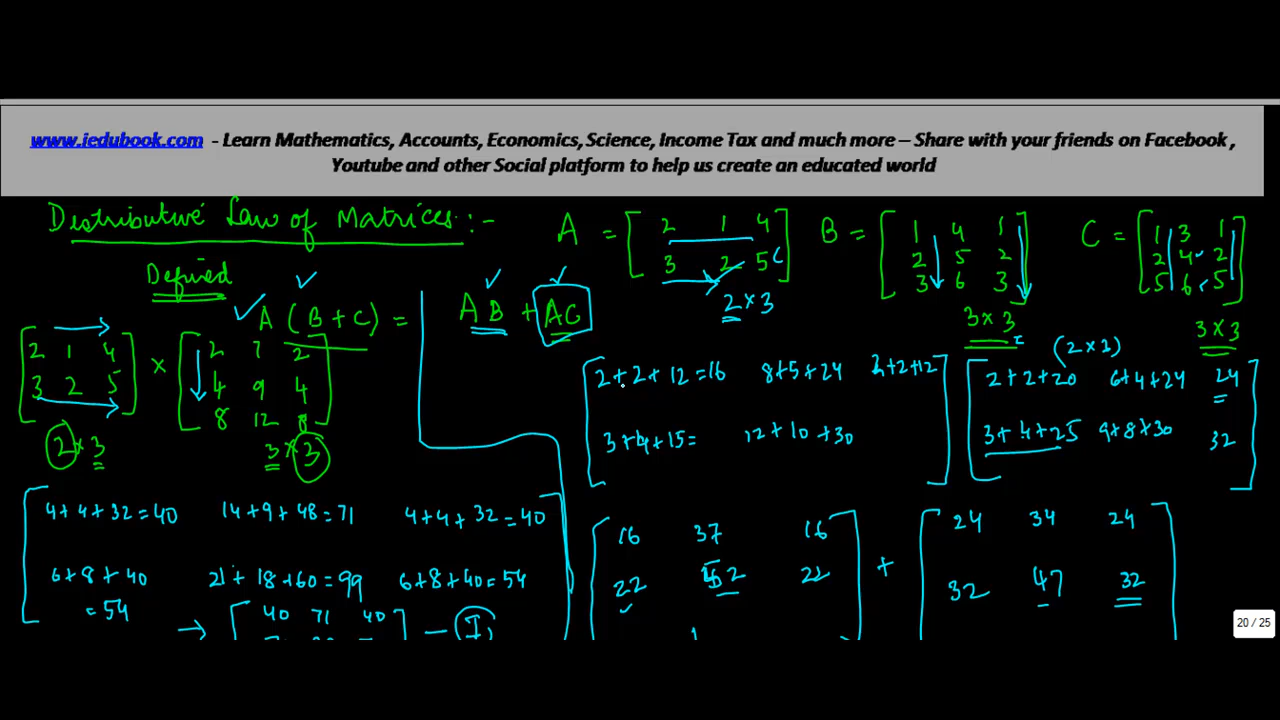 www.iedubook.com - Learn Mathematics, Accounts, Economics, Science, Income Tax and much more – Share with your friends on Facebook ,
Youtube and other Social platform to help us create an educated world
Distributive Law of Matrices :-
A = [ 2 1 4
3 2 5 ]
2 × 3
B = [ 1 4 1
2 5 2
3 6 3 ]
3 × 3
C = [ 1 3 1
2 4 2
5 6 5 ]
3 × 3
Defined
A (B + C) = AB + AC
[ 2 1 4
3 2 5 ]
2 × 3
×
[ 2 7 2
4 9 4
8 12 8 ]
3 × 3
[ 4+4+32=40 14+9+48=71 4+4+32=40
6+8+40 21+18+60=99 6+8+40=54
=54
→ [ 40 71 40 ] — I
[ 2+2+12=16 8+5+24 2+2+12
3+4+15= 12+10+30 ]
(2×3)
[ 2+2+20 6+4+24 24
3+4+25 9+8+30 32 ]
[ 16 37 16
22 52 22 ]
+
[ 24 34 24
32 47 32 ]
20 / 25